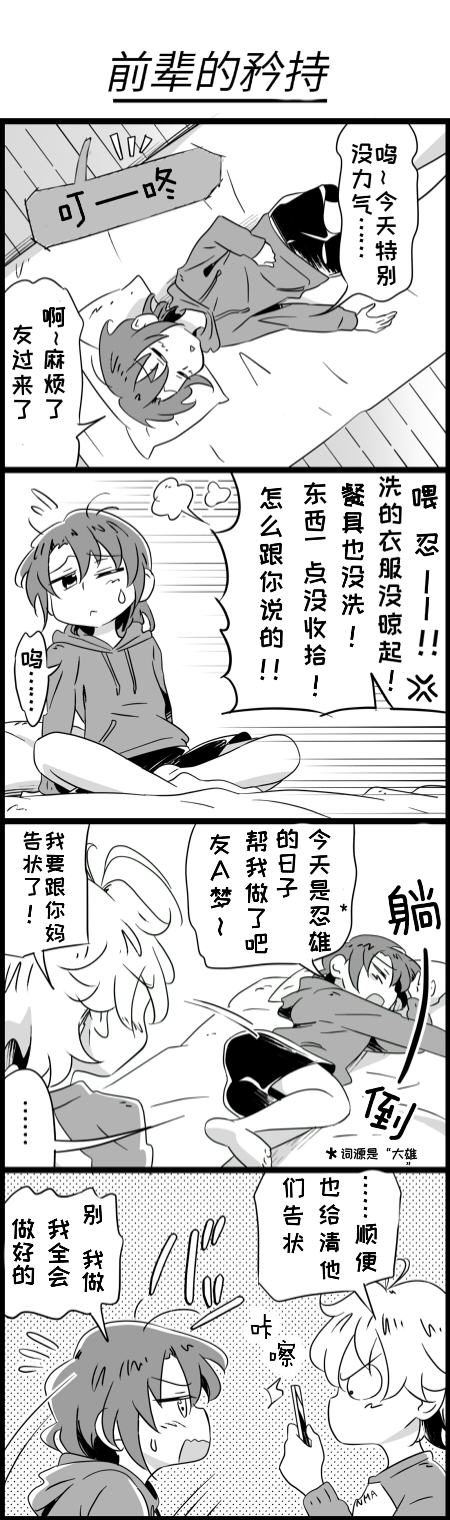 前辈的矜持
呜～今天特别
没力气……
叮一咚
啊～麻烦了
友过来了
喂 忍——!!
洗的衣服没晾起！
餐具也没洗！
东西一点没收拾！
怎么跟你说的!!
呜……
躺
倒
今天是忍雄*
的日子
帮我做了吧
友A梦～
我要跟你妈
告状了！
……
*词源是“大雄”
……顺便
也给清他
们告状
咔
嚓
别 我做
我全会
做好的
NMA